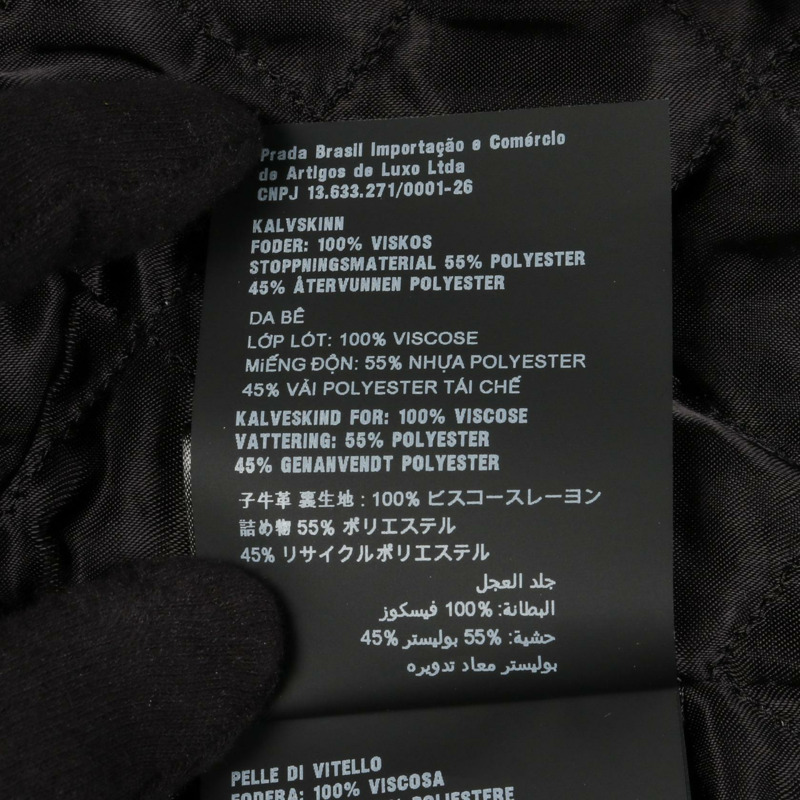 Prada Brasil Importação e Comércio
de Artigos de Luxo Ltda
CNPJ 13.633.271/0001-26
KALVSKINN
FODER: 100% VISKOS
STOPPNINGSMATERIAL 55% POLYESTER
45% ÅTERVUNNEN POLYESTER
DA BÊ
LỚP LÓT: 100% VISCOSE
MiẾNG ĐỘN: 55% NHỰA POLYESTER
45% VẢI POLYESTER TÁI CHẾ
KALVESKIND FOR: 100% VISCOSE
VATTERING: 55% POLYESTER
45% GENANVENDT POLYESTER
子牛革 裏生地 : 100% ビスコースレーヨン
詰め物 55% ポリエステル
45% リサイクルポリエステル
جلد العجل
البطانة: 100% فيسكوز
حشية: 55% بوليستر 45%
بوليستر معاد تدويره
PELLE DI VITELLO
FODERA: 100% VISCOSA
POLIESTERE